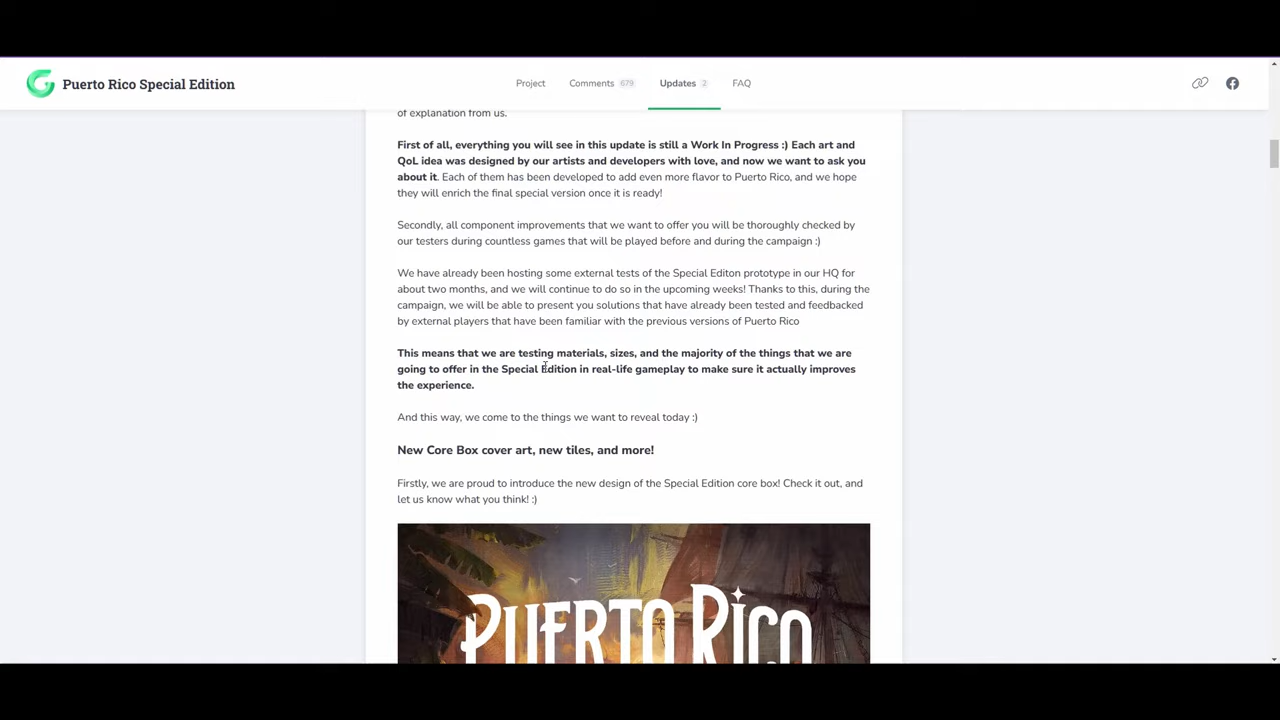 Puerto Rico Special Edition
Project
Comments 679
Updates 2
FAQ
of explanation from us.
First of all, everything you will see in this update is still a Work In Progress :) Each art and
QoL idea was designed by our artists and developers with love, and now we want to ask you
about it. Each of them has been developed to add even more flavor to Puerto Rico, and we hope
they will enrich the final special version once it is ready!
Secondly, all component improvements that we want to offer you will be thoroughly checked by
our testers during countless games that will be played before and during the campaign :)
We have already been hosting some external tests of the Special Editon prototype in our HQ for
about two months, and we will continue to do so in the upcoming weeks! Thanks to this, during the
campaign, we will be able to present you solutions that have already been tested and feedbacked
by external players that have been familiar with the previous versions of Puerto Rico
This means that we are testing materials, sizes, and the majority of the things that we are
going to offer in the Special Edition in real-life gameplay to make sure it actually improves
the experience.
And this way, we come to the things we want to reveal today :)
New Core Box cover art, new tiles, and more!
Firstly, we are proud to introduce the new design of the Special Edition core box! Check it out, and
let us know what you think! :)
PUERTO RICO